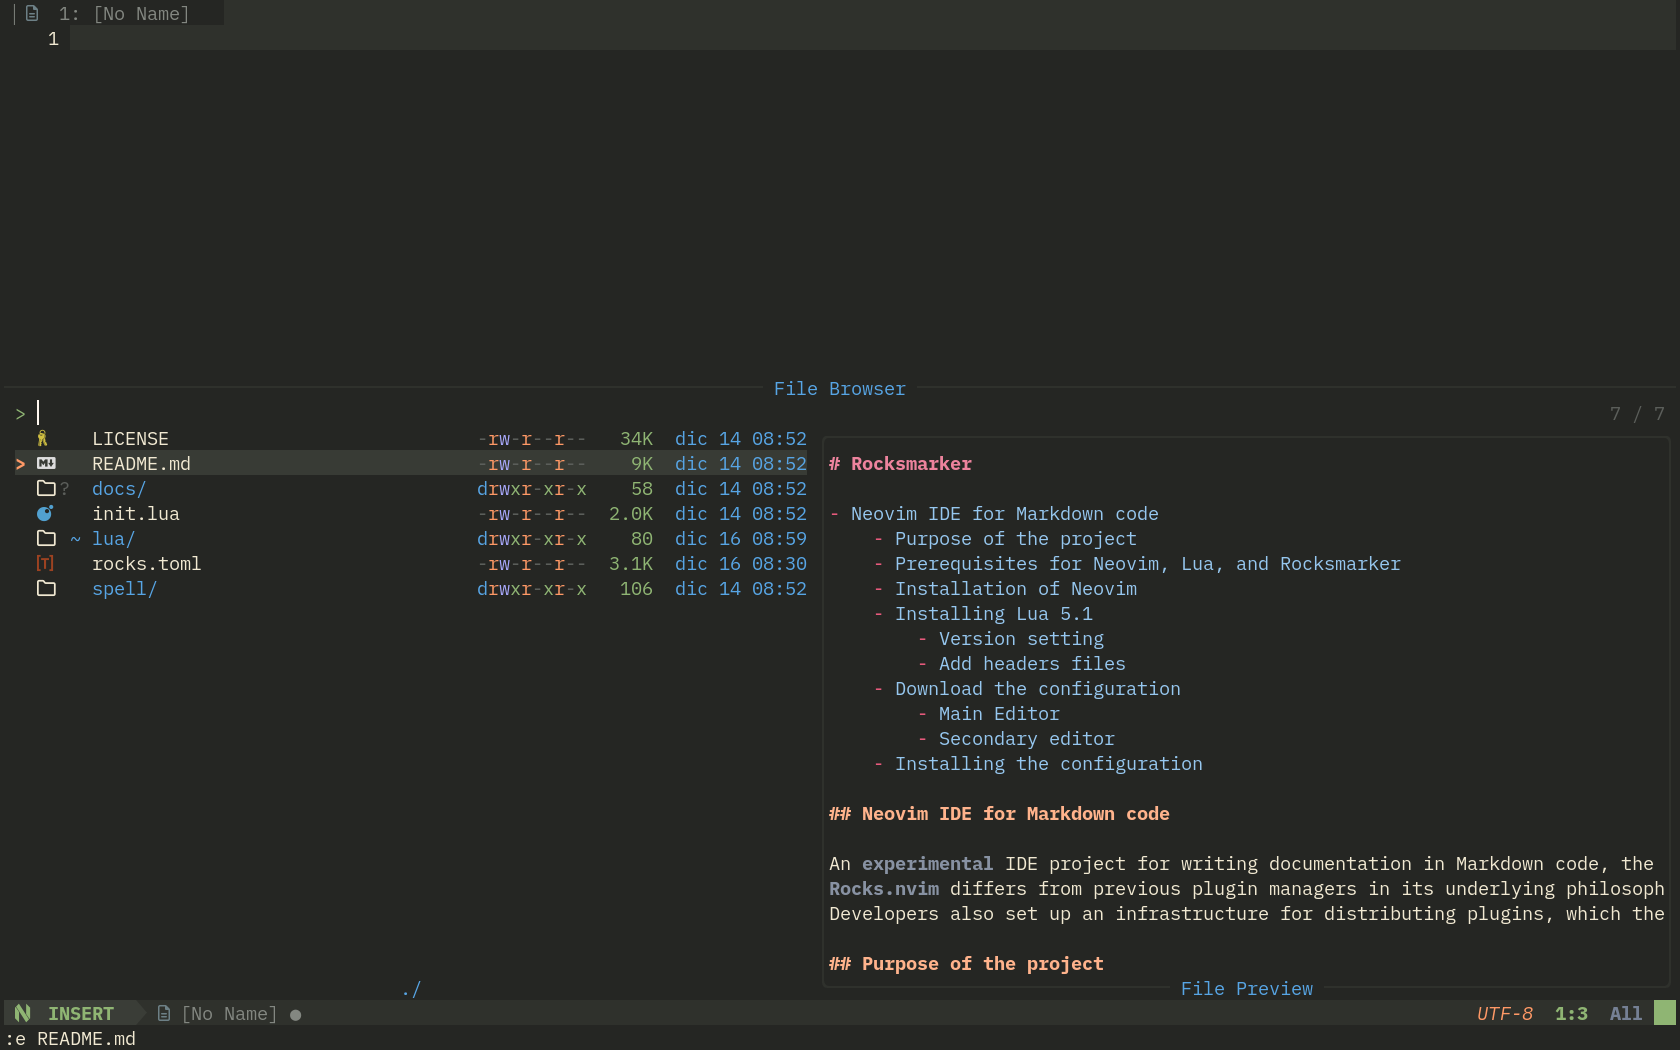 1: [No Name]
1
File Browser
> 7 / 7
LICENSE -rw-r--r-- 34K dic 14 08:52
> README.md -rw-r--r-- 9K dic 14 08:52
? docs/ drwxr-xr-x 58 dic 14 08:52
init.lua -rw-r--r-- 2.0K dic 14 08:52
~ lua/ drwxr-xr-x 80 dic 16 08:59
[T] rocks.toml -rw-r--r-- 3.1K dic 16 08:30
spell/ drwxr-xr-x 106 dic 14 08:52
./
# Rocksmarker
- Neovim IDE for Markdown code
- Purpose of the project
- Prerequisites for Neovim, Lua, and Rocksmarker
- Installation of Neovim
- Installing Lua 5.1
- Version setting
- Add headers files
- Download the configuration
- Main Editor
- Secondary editor
- Installing the configuration
## Neovim IDE for Markdown code
An experimental IDE project for writing documentation in Markdown code, the
Rocks.nvim differs from previous plugin managers in its underlying philosoph
Developers also set up an infrastructure for distributing plugins, which the
## Purpose of the project
File Preview
INSERT [No Name] ● UTF-8 1:3 All
:e README.md